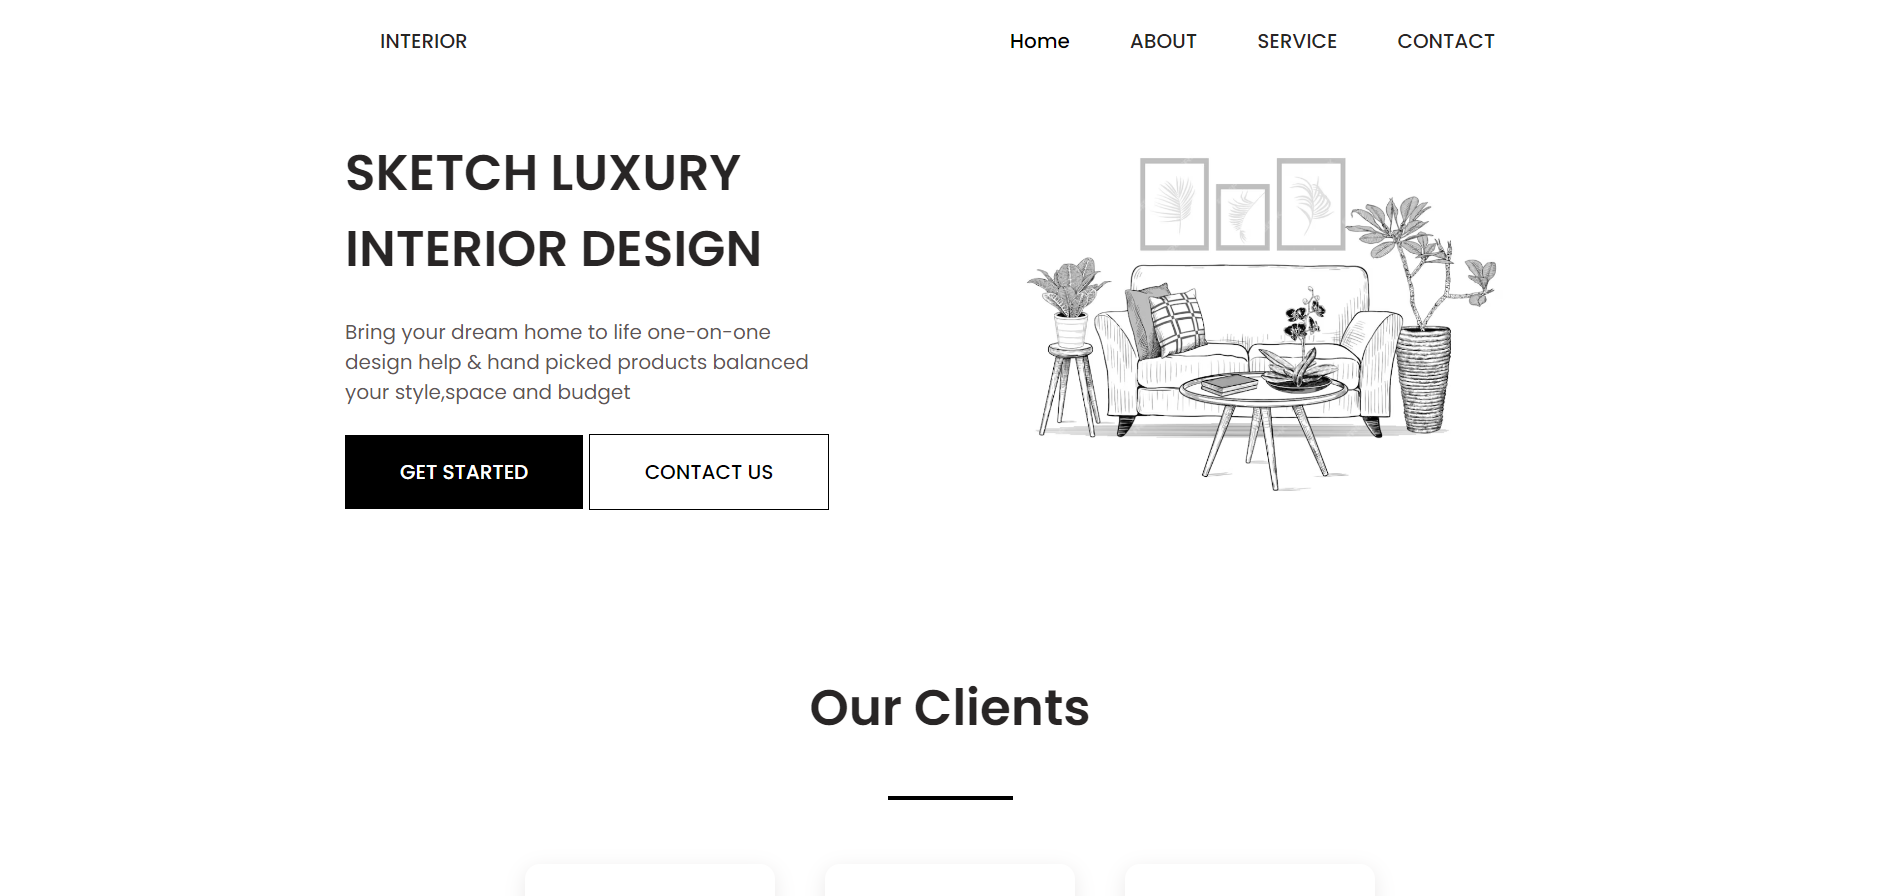 INTERIOR
Home ABOUT SERVICE CONTACT
SKETCH LUXURY
INTERIOR DESIGN
Bring your dream home to life one-on-one
design help & hand picked products balanced
your style,space and budget
GET STARTED
CONTACT US
Our Clients